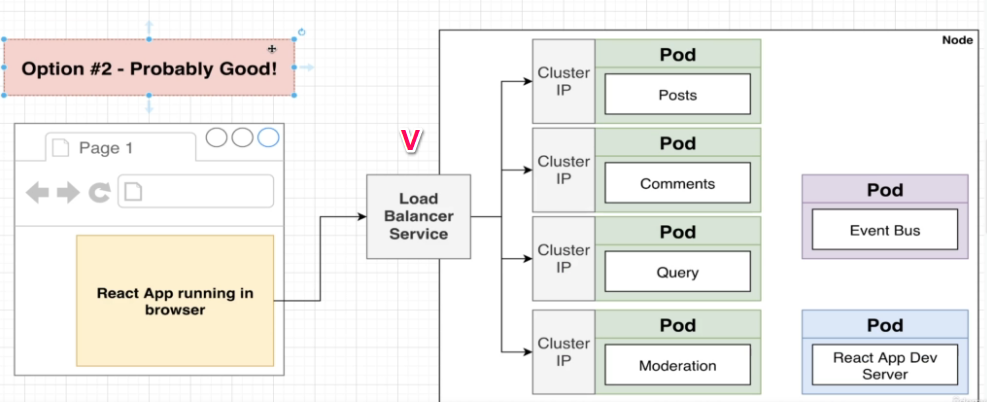 Option #2 - Probably Good!
Page 1
React App running in
browser
V
Load
Balancer
Service
Node
Cluster
IP
Pod
Posts
Cluster
IP
Pod
Comments
Cluster
IP
Pod
Query
Cluster
IP
Pod
Moderation
Pod
Event Bus
Pod
React App Dev
Server